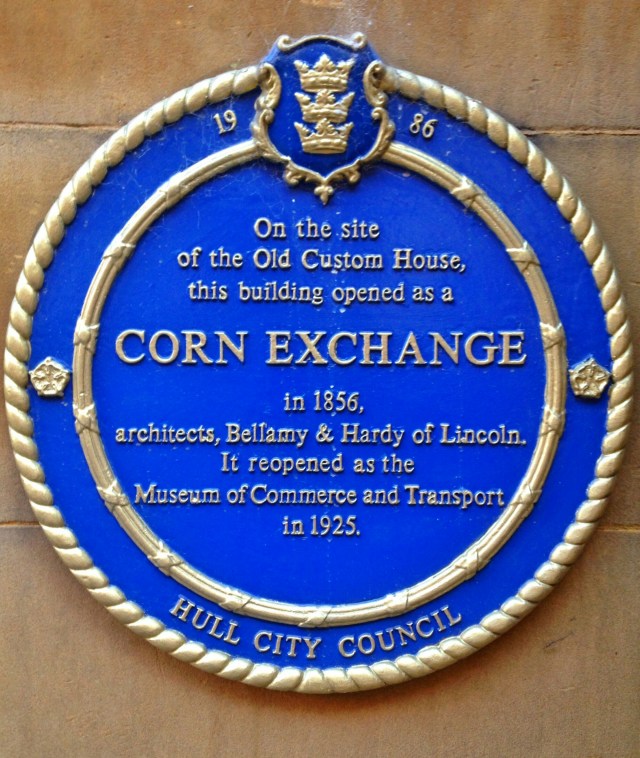 19 86
On the site
of the Old Custom House,
this building opened as a
CORN EXCHANGE
in 1856,
architects, Bellamy & Hardy of Lincoln.
It reopened as the
Museum of Commerce and Transport
in 1925.
HULL CITY COUNCIL